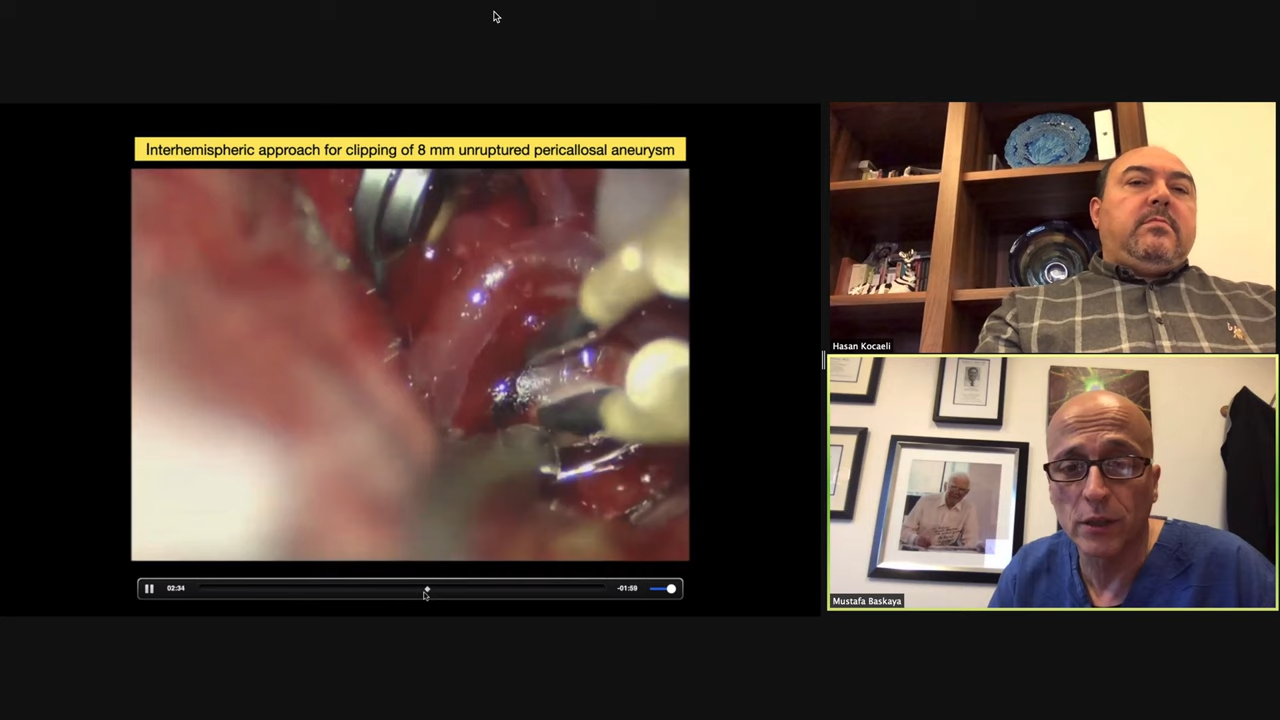 Interhemispheric approach for clipping of 8 mm unruptured pericallosal aneurysm
02:34
-01:59
Hasan Kocaeli
Mustafa Baskaya